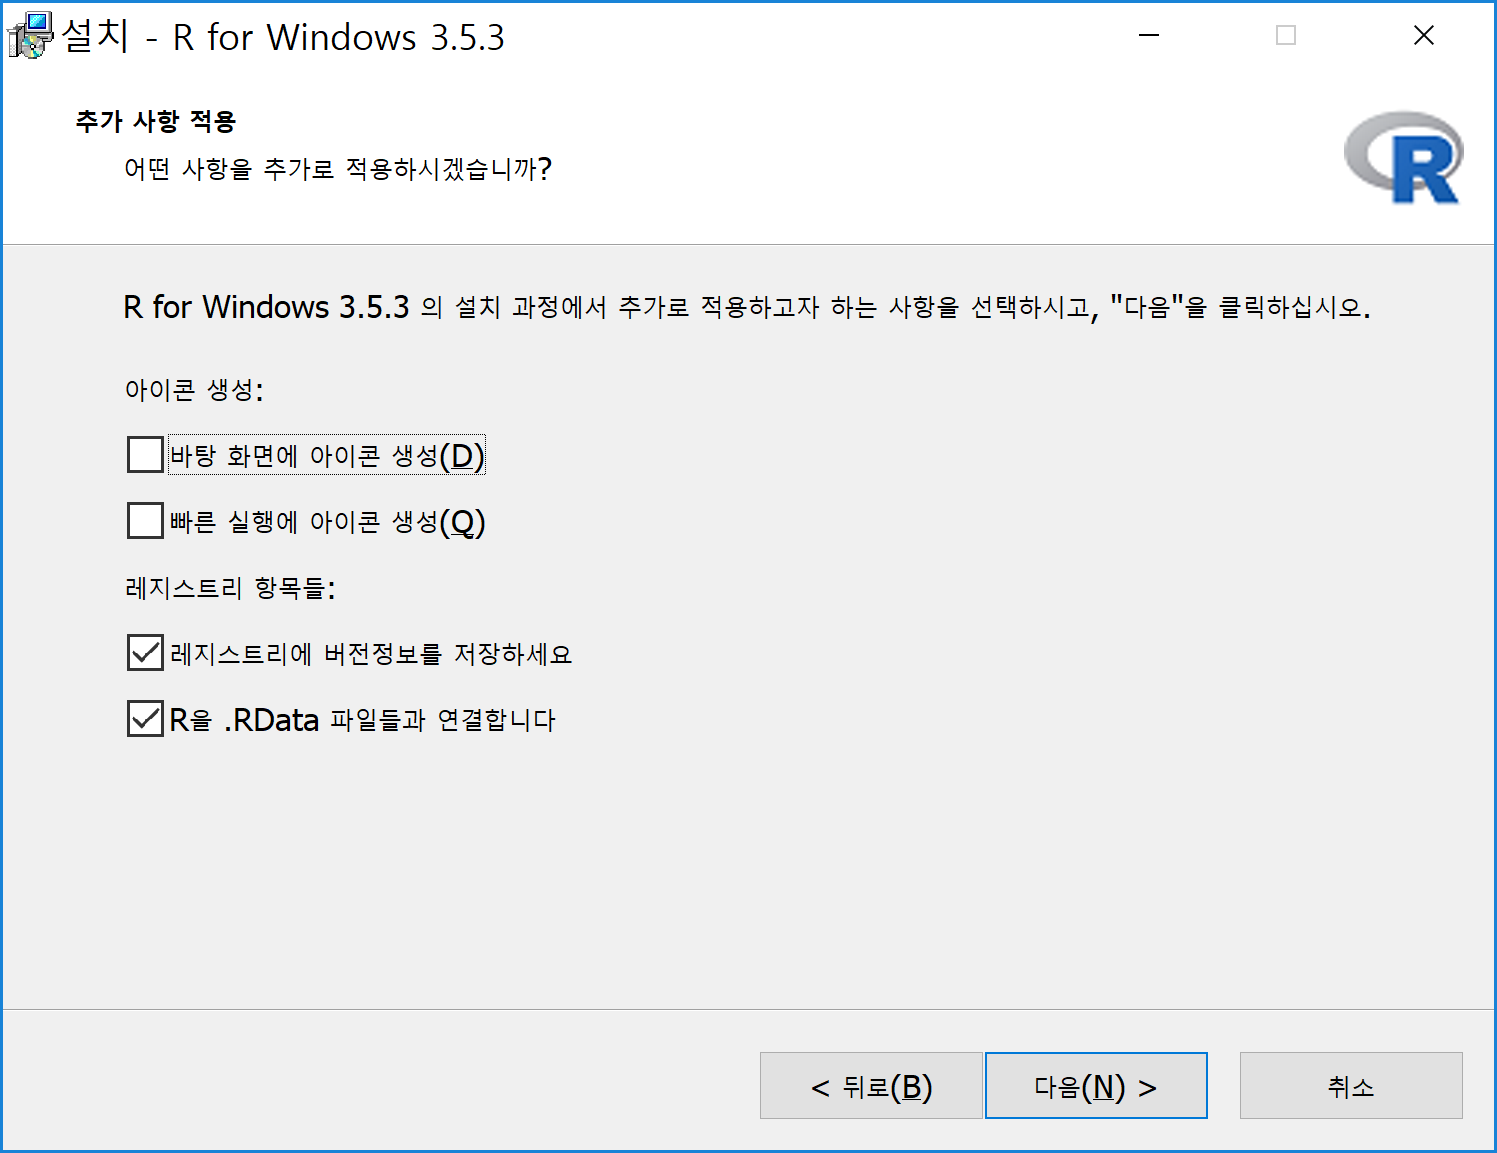 설치 - R for Windows 3.5.3
추가 사항 적용
어떤 사항을 추가로 적용하시겠습니까?
R
R for Windows 3.5.3 의 설치 과정에서 추가로 적용하고자 하는 사항을 선택하시고, "다음"을 클릭하십시오.
아이콘 생성:
바탕 화면에 아이콘 생성(D)
빠른 실행에 아이콘 생성(Q)
레지스트리 항목들:
레지스트리에 버전정보를 저장하세요
R을 .RData 파일들과 연결합니다
< 뒤로(B) 다음(N) > 취소